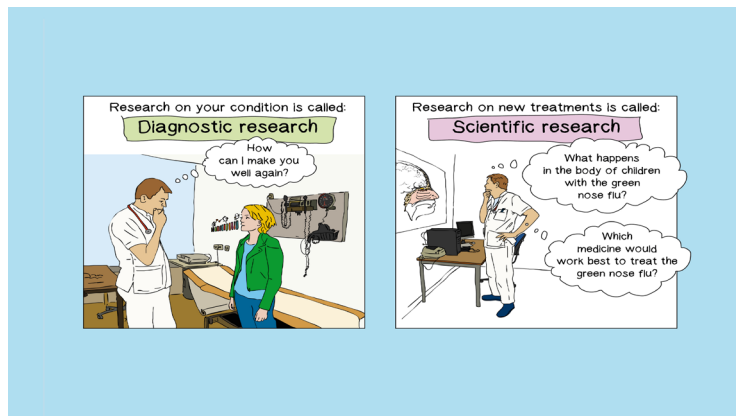 Research on your condition is called:
Diagnostic research
How
can I make you
well again?
Research on new treatments is called:
Scientific research
What happens
in the body of children
with the green
nose flu?
Which
medicine would
work best to treat the
green nose flu?